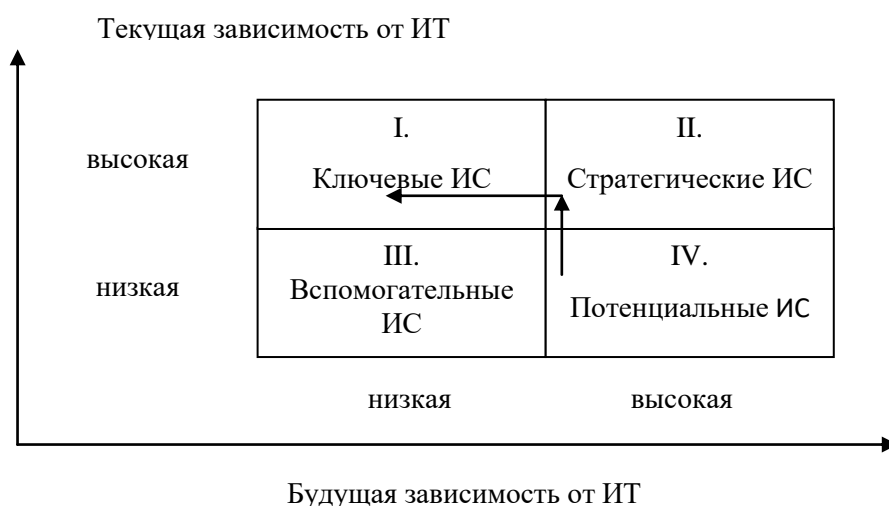 Текущая зависимость от ИТ
I.
II.
высокая
Ключевые ИС
Стратегические ИС
III.
IV.
низкая
Вспомогательные
ИС
Потенциальные ИС
низкая
высокая
Будущая зависимость от ИТ